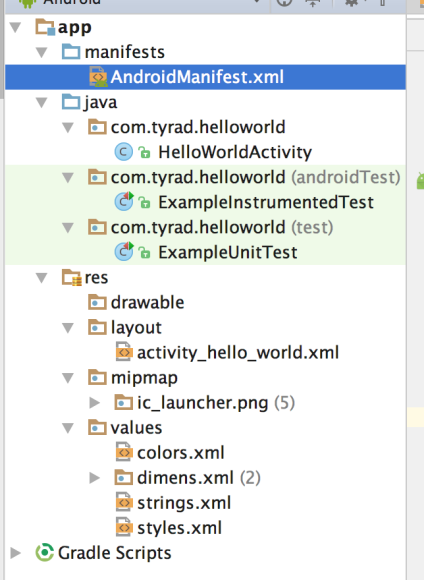 Android
app
manifests
AndroidManifest.xml
java
com.tyrad.helloworld
HelloWorldActivity
com.tyrad.helloworld (androidTest)
ExampleInstrumentedTest
com.tyrad.helloworld (test)
ExampleUnitTest
res
drawable
layout
activity_hello_world.xml
mipmap
ic_launcher.png (5)
values
colors.xml
dimens.xml (2)
strings.xml
styles.xml
Gradle Scripts